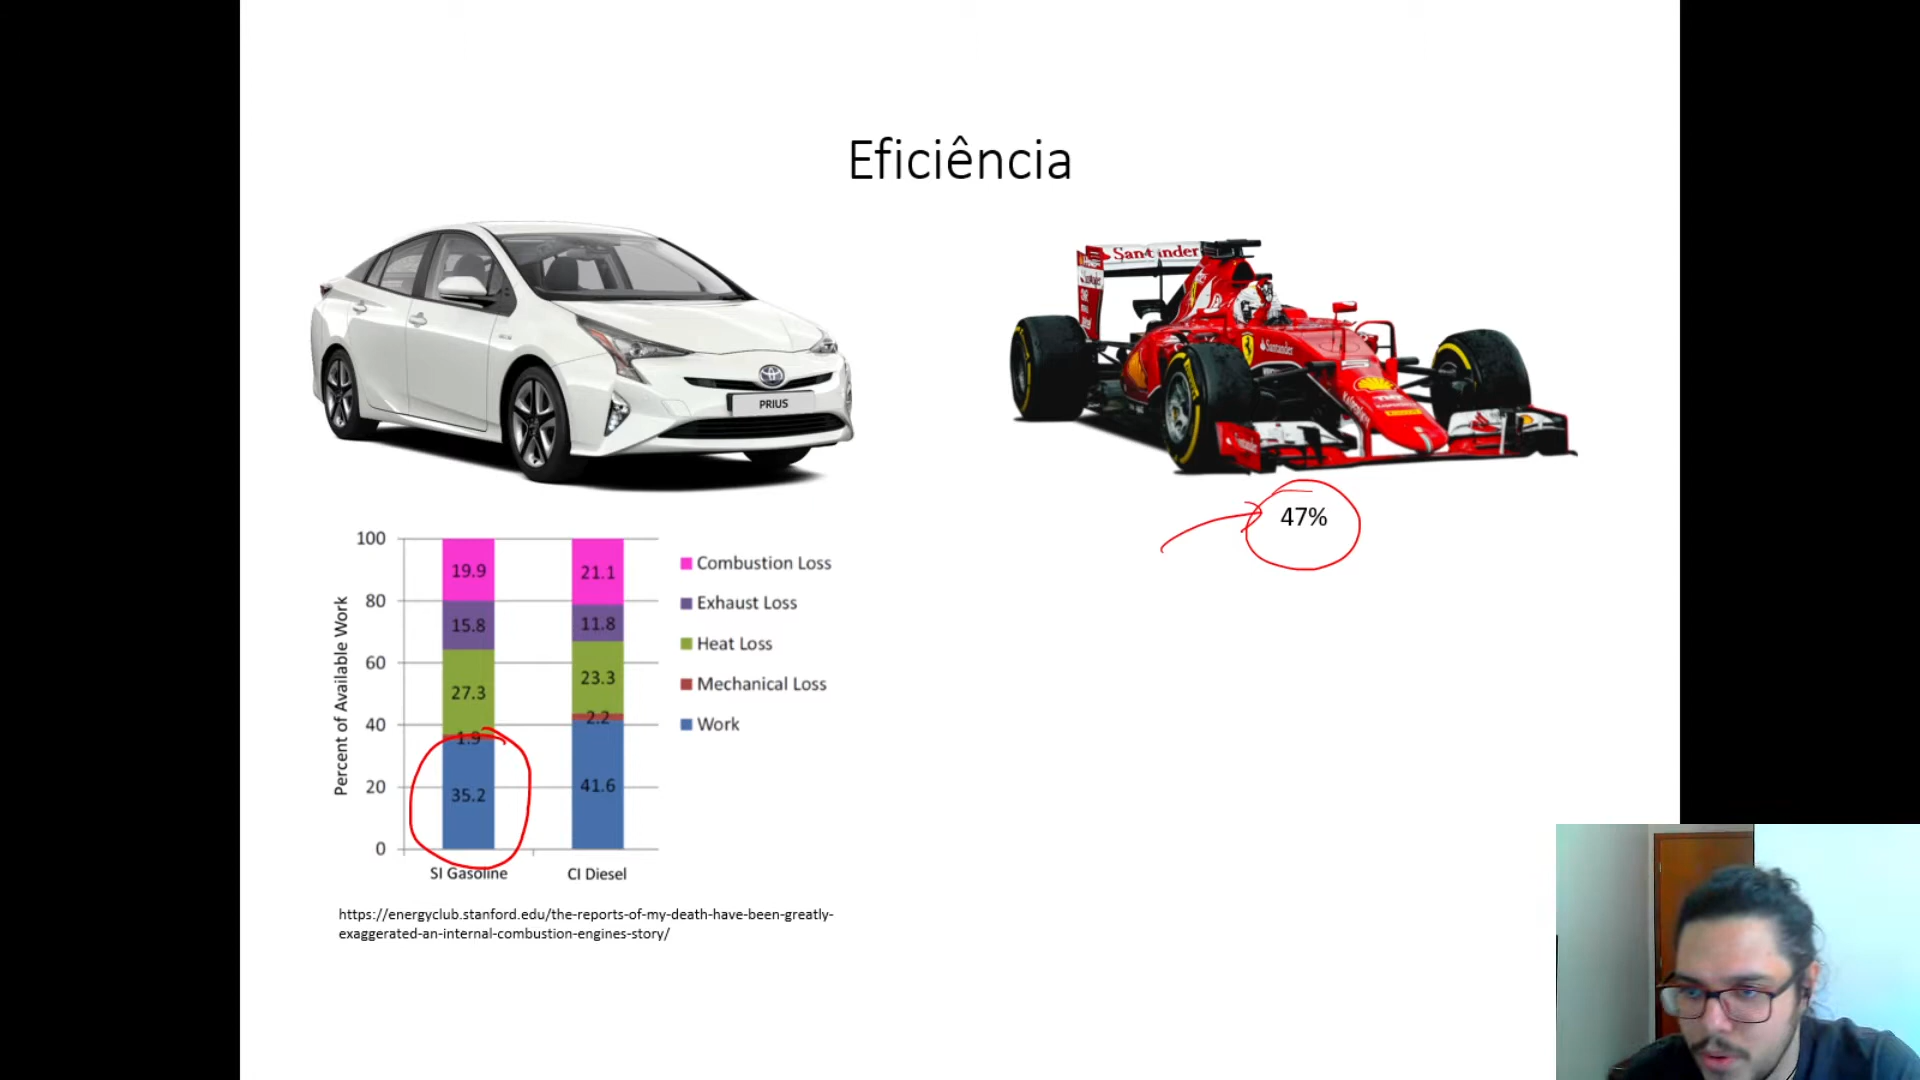 Eficiência
Santander
PRIUS
Santander
47%
100
80
60
40
20
0
Percent of Available Work
19.9
15.8
27.3
1.9
35.2
21.1
11.8
23.3
2.2
41.6
SI Gasoline
CI Diesel
Combustion Loss
Exhaust Loss
Heat Loss
Mechanical Loss
Work
https://energyclub.stanford.edu/the-reports-of-my-death-have-been-greatly-
exaggerated-an-internal-combustion-engines-story/